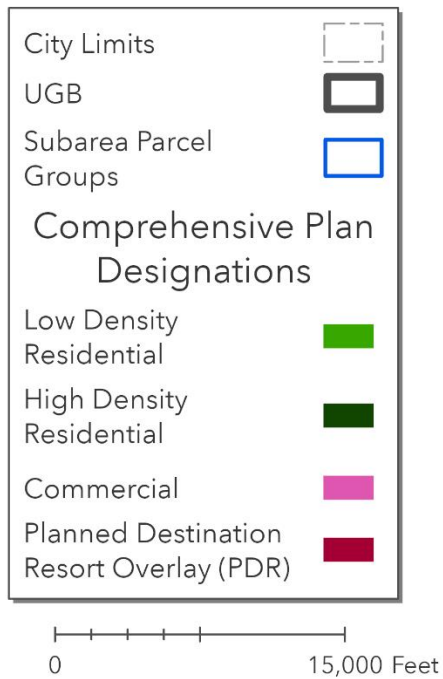 City Limits
UGB
Subarea Parcel
Groups
Comprehensive Plan
Designations
Low Density
Residential
High Density
Residential
Commercial
Planned Destination
Resort Overlay (PDR)
0 15,000 Feet